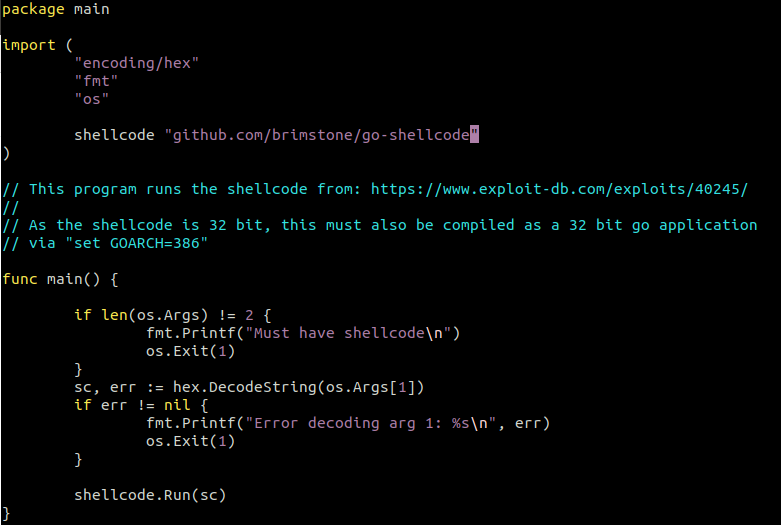 package main
import (
"encoding/hex"
"fmt"
"os"
shellcode "github.com/brimstone/go-shellcode"
)
// This program runs the shellcode from: https://www.exploit-db.com/exploits/40245/
//
// As the shellcode is 32 bit, this must also be compiled as a 32 bit go application
// via "set GOARCH=386"
func main() {
if len(os.Args) != 2 {
fmt.Printf("Must have shellcode\n")
os.Exit(1)
}
sc, err := hex.DecodeString(os.Args[1])
if err != nil {
fmt.Printf("Error decoding arg 1: %s\n", err)
os.Exit(1)
}
shellcode.Run(sc)
}